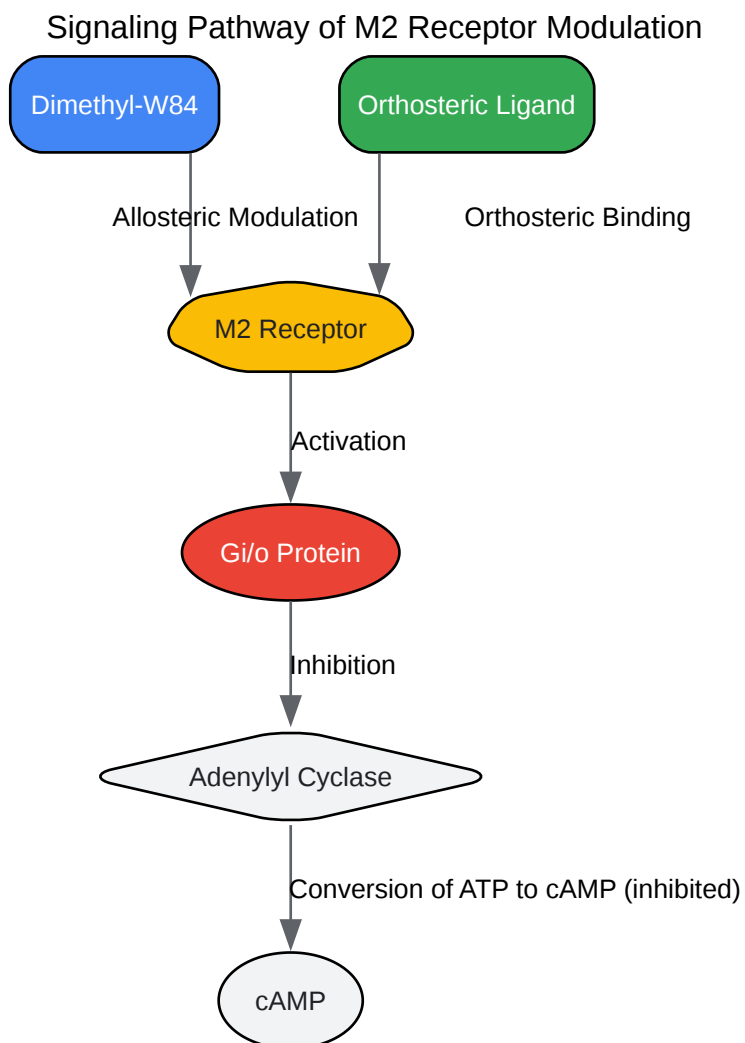 Signaling Pathway of M2 Receptor Modulation
Dimethyl-W84
Orthosteric Ligand
Allosteric Modulation
Orthosteric Binding
M2 Receptor
Activation
Gi/o Protein
Inhibition
Adenylyl Cyclase
Conversion of ATP to cAMP (inhibited)
cAMP